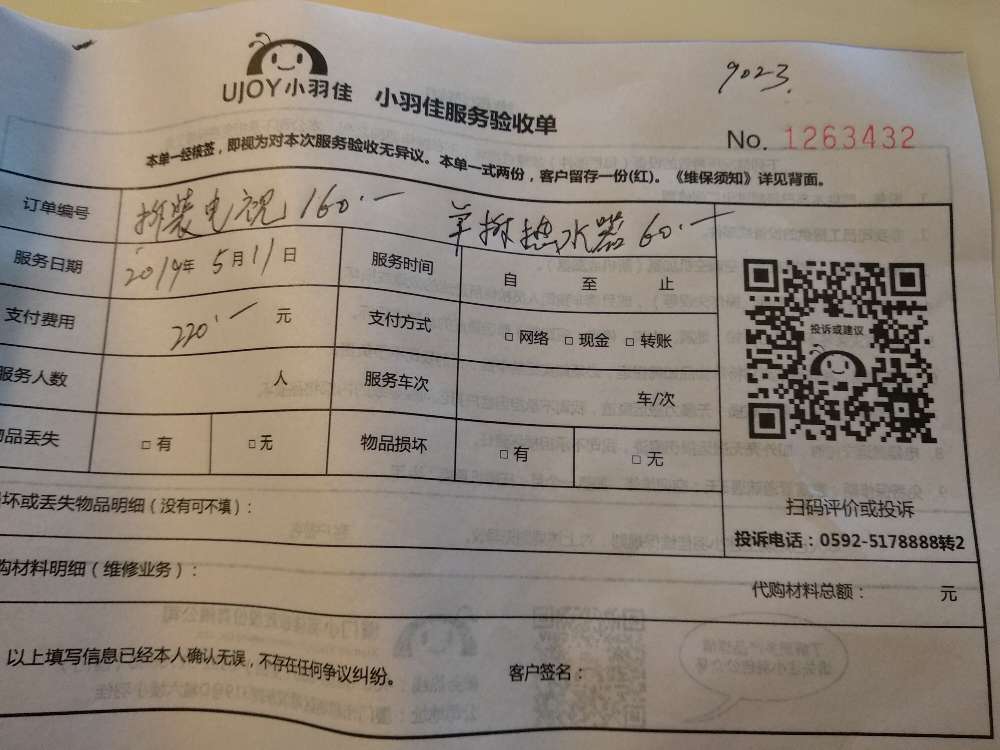 9023.
UJOY小羽佳 小羽佳服务验收单
No. 1263432
本单一经核签，即视为对本次服务验收无异议。本单一式两份，客户留存一份(红)。《维保须知》详见背面。
订单编号 拆装电视 160.— 单拆热水器 60.—
服务日期 2019年 5月 11日 服务时间 自 至 止
支付费用 220.— 元 支付方式 □ 网络 □ 现金 □ 转账
服务人数 人 服务车次 车/次
品丢失 □ 有 □ 无 物品损坏 □ 有 □ 无
投诉或建议
扫码评价或投诉
投诉电话：0592-5178888转2
坏或丢失物品明细（没有可不填）：
购材料明细（维修业务）： 代购材料总额： 元
以上填写信息已经本人确认无误，不存在任何争议纠纷。 客户签名：